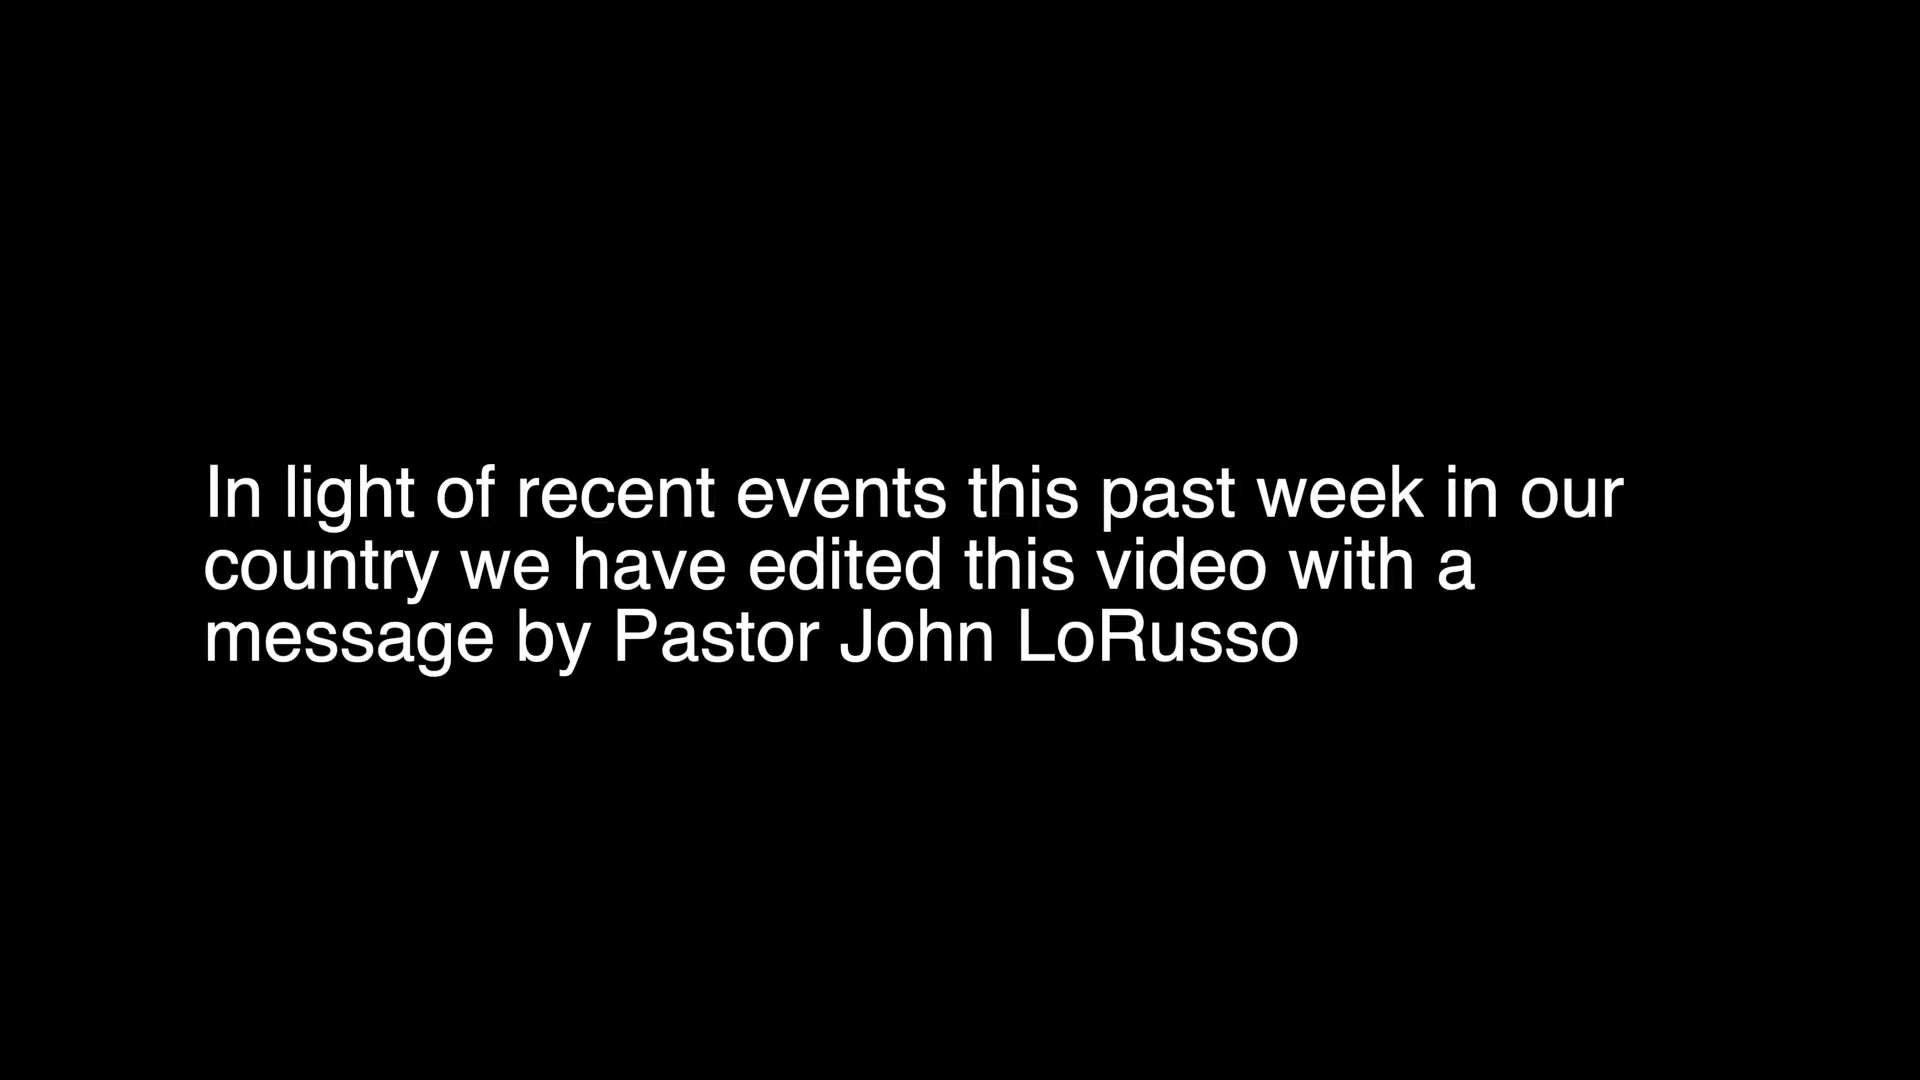 In light of recent events this past week in our
country we have edited this video with a
message by Pastor John LoRusso